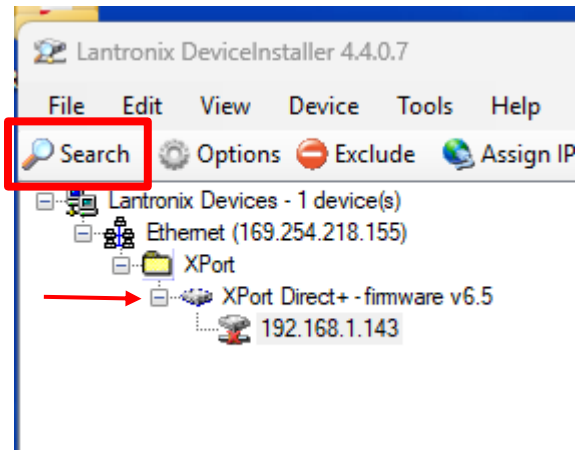 Lantronix DeviceInstaller 4.4.0.7
File Edit View Device Tools Help
Search Options Exclude Assign IP
Lantronix Devices - 1 device(s)
Ethernet (169.254.218.155)
XPort
XPort Direct+ - firmware v6.5
192.168.1.143